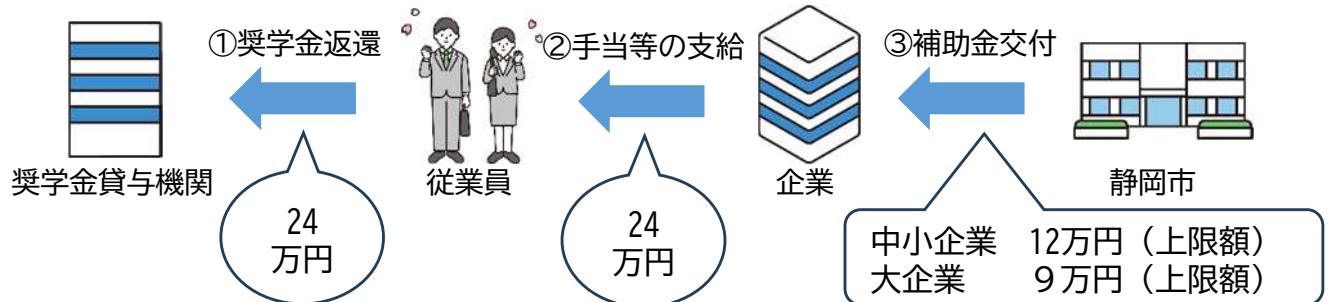 ①奨学金返還
②手当等の支給
③補助金交付
奨学金貸与機関
従業員
企業
静岡市
24
万円
24
万円
中小企業　12万円（上限額）
大企業　　９万円（上限額）